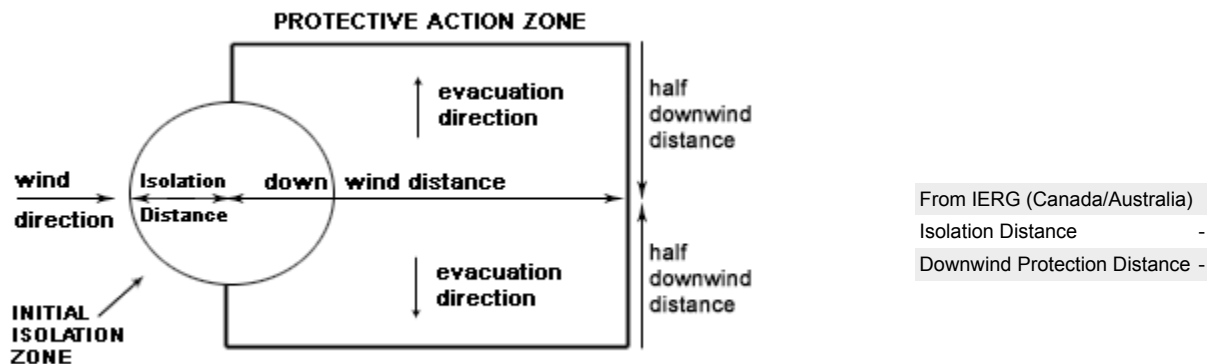 PROTECTIVE ACTION ZONE
evacuation
direction
half
downwind
distance
wind
direction
Isolation
Distance
down wind distance
evacuation
direction
half
downwind
distance
INITIAL
ISOLATION
ZONE
From IERG (Canada/Australia)
Isolation Distance -
Downwind Protection Distance -